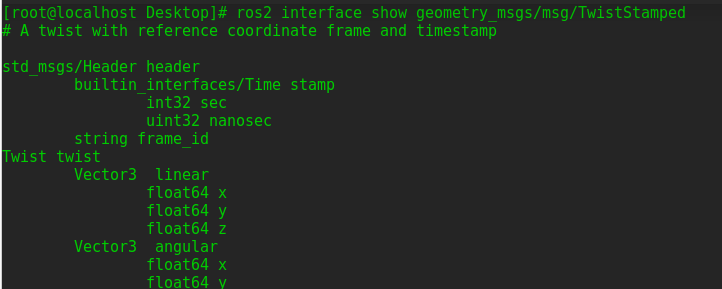 [root@localhost Desktop]# ros2 interface show geometry_msgs/msg/TwistStamped
# A twist with reference coordinate frame and timestamp

std_msgs/Header header
        builtin_interfaces/Time stamp
                int32 sec
                uint32 nanosec
        string frame_id
Twist twist
        Vector3  linear
                float64 x
                float64 y
                float64 z
        Vector3  angular
                float64 x
                float64 y